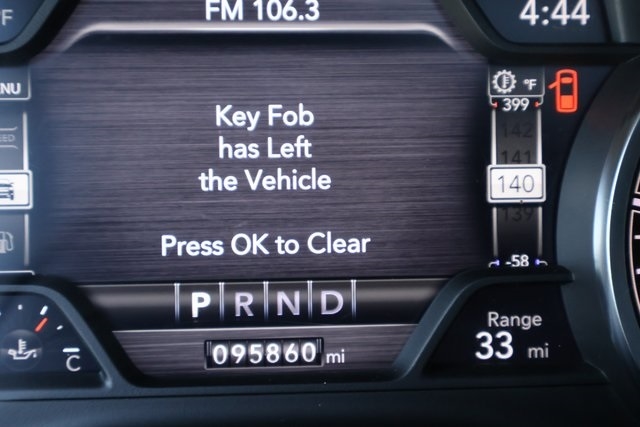 °F
FM 106.3
4:44
NU
°F
399
142
141
Key Fob
has Left
the Vehicle
140
139
Press OK to Clear
-58
P R N D
Range
33 mi
095860 mi
C